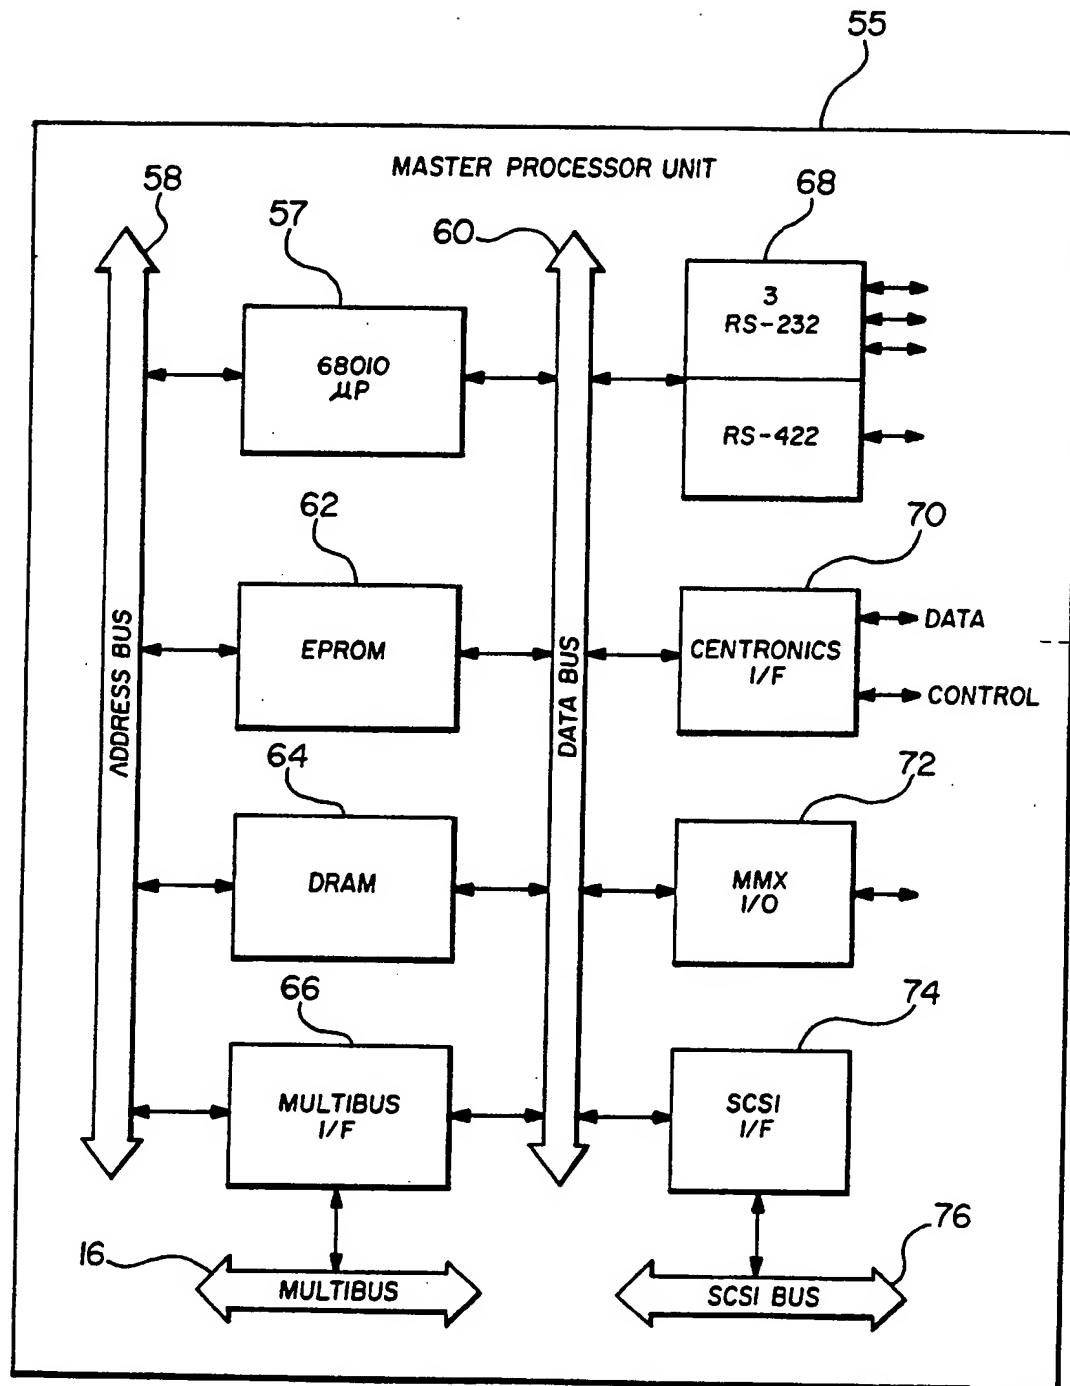 55
MASTER PROCESSOR UNIT
58
57
60
68
68010
μP
3
RS-232
RS-422
62
70
ADDRESS BUS
EPROM
DATA BUS
CENTRONICS
I/F
DATA
CONTROL
64
72
DRAM
MMX
I/O
66
74
MULTIBUS
I/F
SCSI
I/F
16
MULTIBUS
76
SCSI BUS